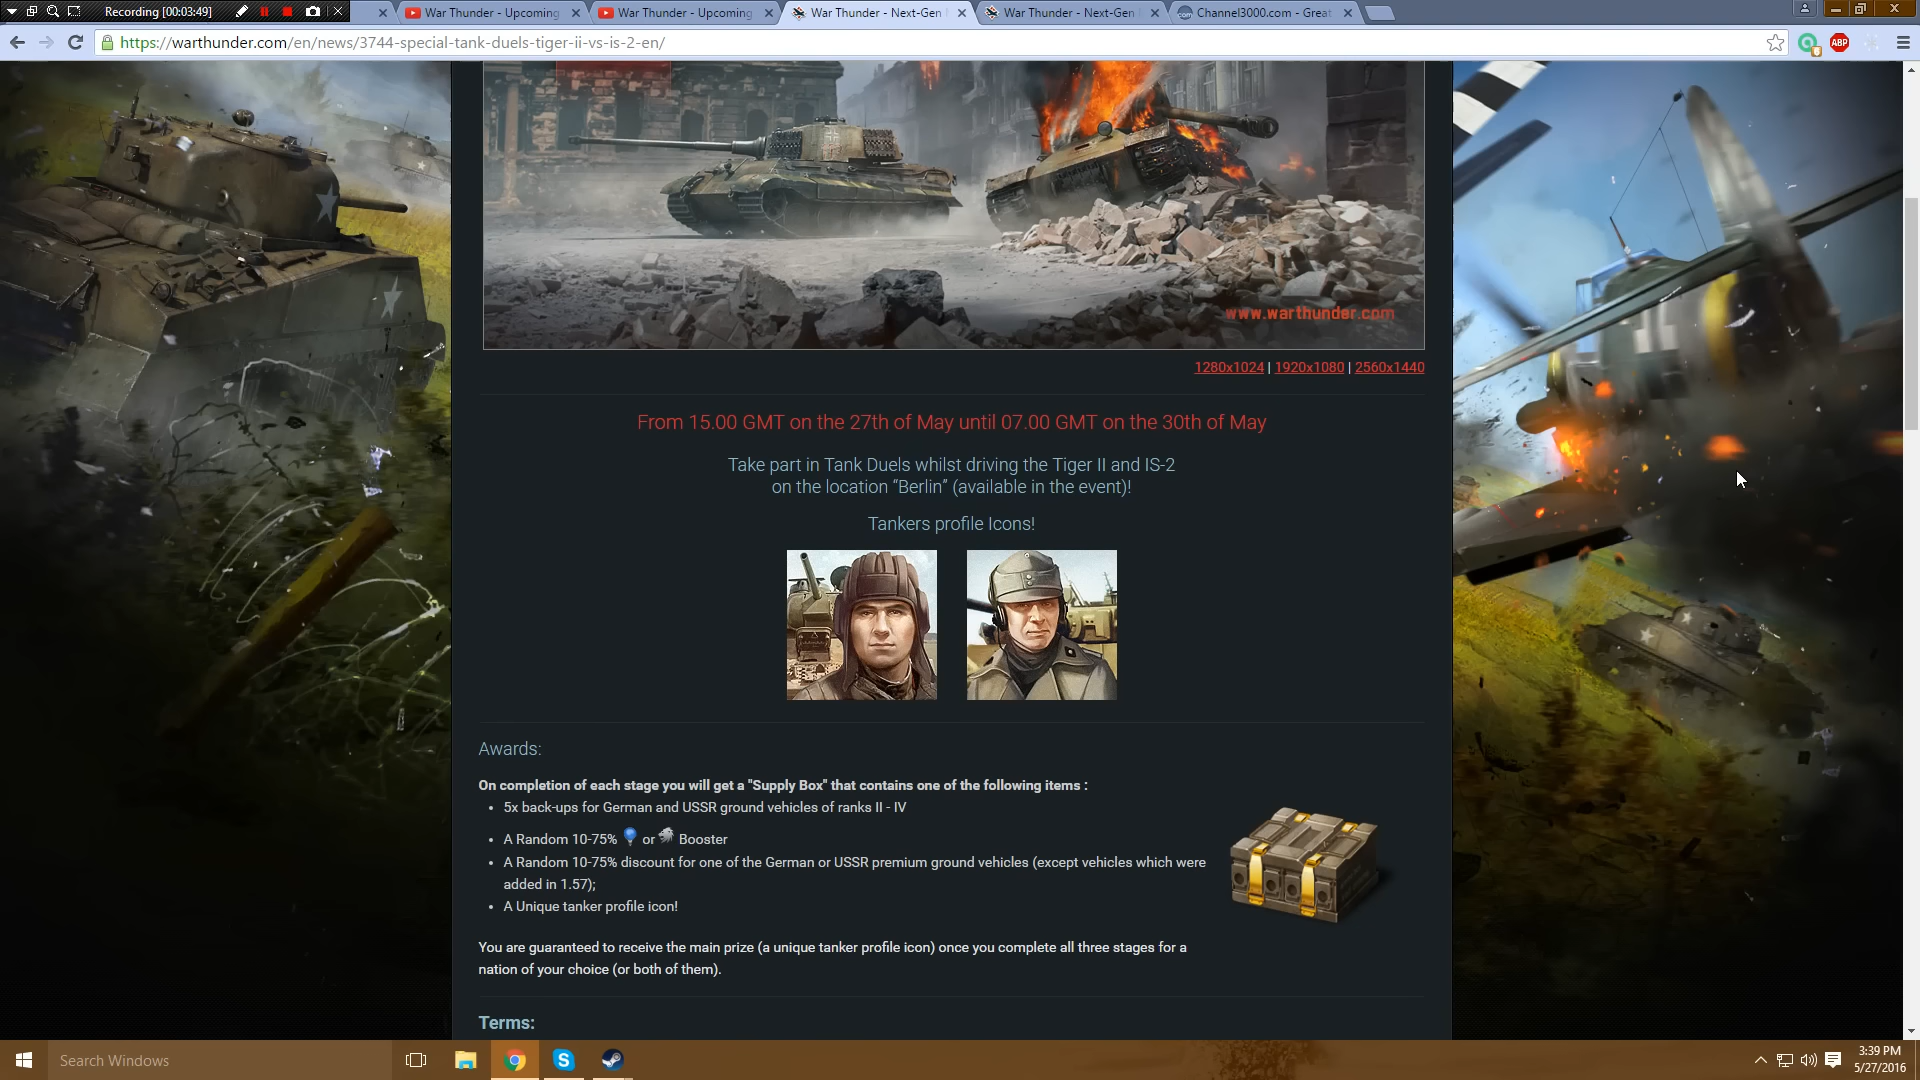 Recording [00:03:49]
War Thunder - Upcoming
War Thunder - Upcoming
War Thunder - Next-Gen
War Thunder - Next-Gen
Channel3000.com - Great
https://warthunder.com/en/news/3744-special-tank-duels-tiger-ii-vs-is-2-en/
ABP
www.warthunder.com
1280x1024 | 1920x1080 | 2560x1440
From 15.00 GMT on the 27th of May until 07.00 GMT on the 30th of May
Take part in Tank Duels whilst driving the Tiger II and IS-2
on the location “Berlin” (available in the event)!
Tankers profile Icons!
Awards:
On completion of each stage you will get a "Supply Box" that contains one of the following items :
• 5x back-ups for German and USSR ground vehicles of ranks II - IV
• A Random 10-75% or Booster
• A Random 10-75% discount for one of the German or USSR premium ground vehicles (except vehicles which were
added in 1.57);
• A Unique tanker profile icon!
You are guaranteed to receive the main prize (a unique tanker profile icon) once you complete all three stages for a
nation of your choice (or both of them).
Terms:
Search Windows
3:39 PM
5/27/2016